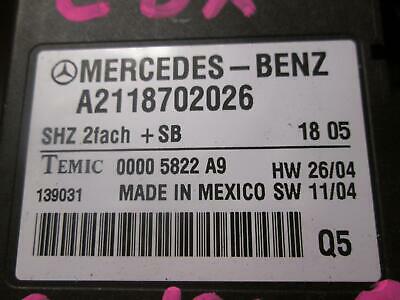 MERCEDES-BENZ
A2118702026
SHZ 2fach +SB 18 05
TEMIC 0000 5822 A9 HW 26/04
139031 MADE IN MEXICO SW 11/04
Q5